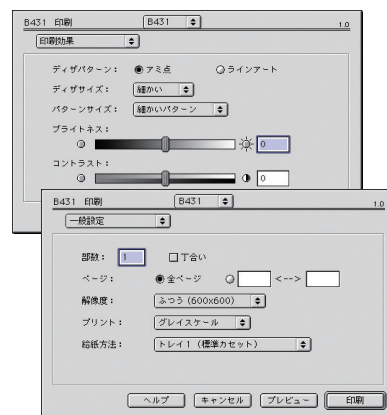 B431 印刷 B431 1.0
印刷効果
ディザパターン： アミ点 ラインアート
ディザサイズ： 細かい
パターンサイズ： 細かいパターン
ブライトネス：
0
コントラスト：
0
B431 印刷 B431 1.0
一般設定
部数： 1 丁合い
ページ： 全ページ <-->
解像度： ふつう (600x600)
プリント： グレイスケール
給紙方法： トレイ1 (標準カセット)
ヘルプ キャンセル プレビュー 印刷